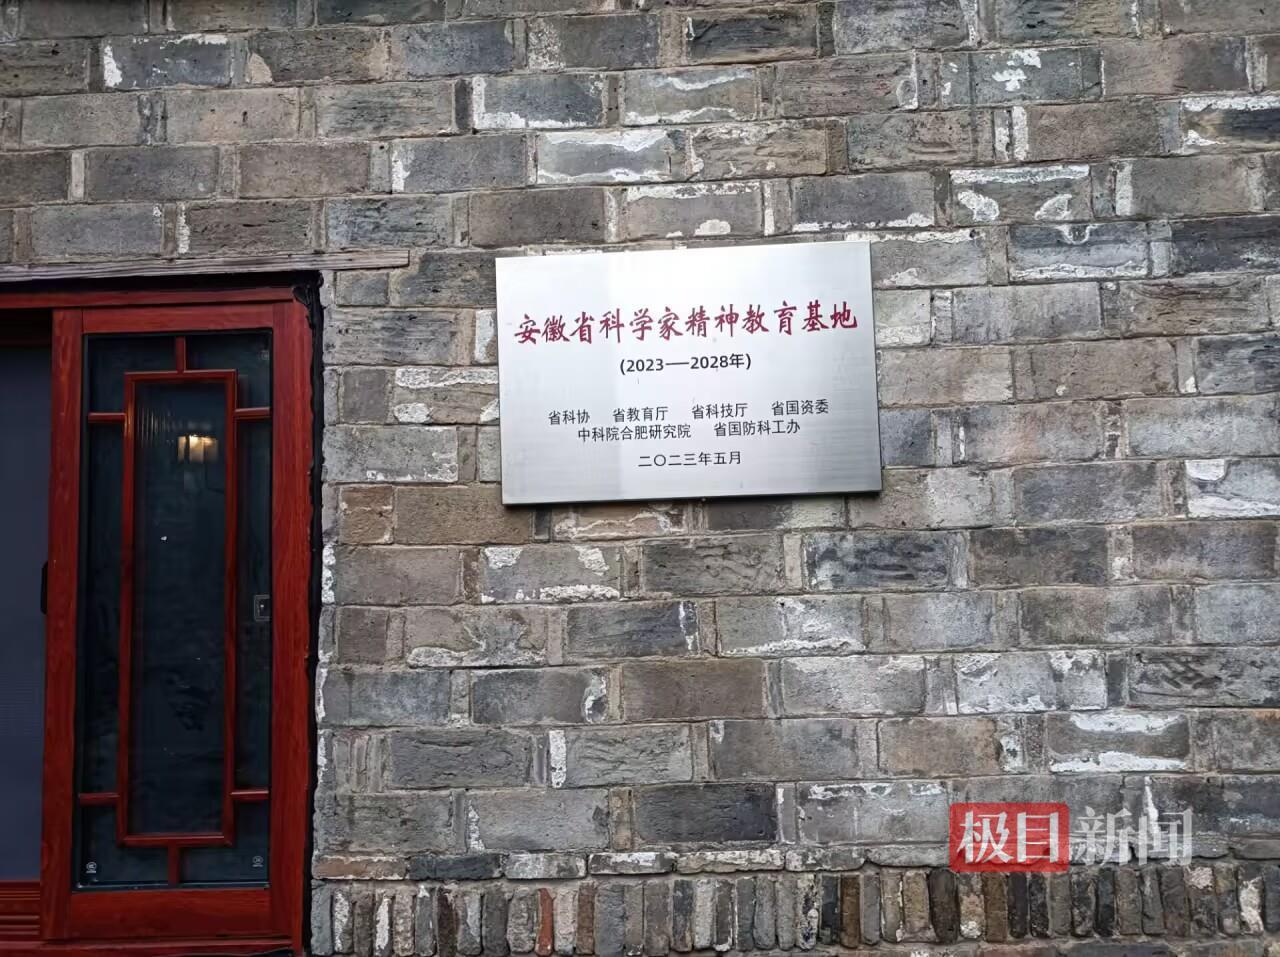 安徽省科学家精神教育基地
(2023——2028年)
省科协 省教育厅 省科技厅 省国资委
中科院合肥研究院 省国防科工办
二〇二三年五月
极目新闻